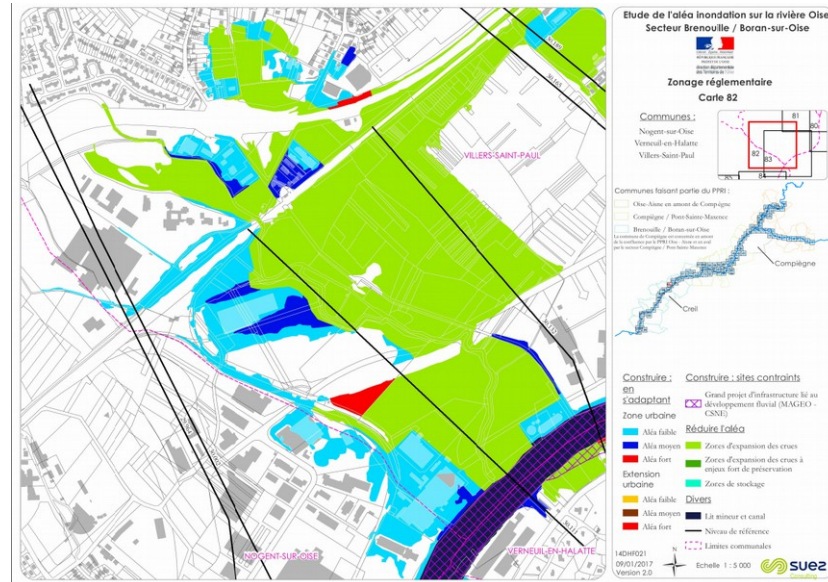 Etude de l'aléa inondation sur la rivière Oise
Secteur Brenouille / Boran-sur-Oise
Zonage réglementaire
Carte 82
Communes :
Nogent-sur-Oise
Verneuil-en-Halatte
Villers-Saint-Paul
81
80
82
83
84
Communes faisant partie du PPRI :
Oise-Aisne en amont de Compiègne
Compiègne / Pont-Sainte-Maxence
Brenouille / Boran-sur-Oise
Compiègne
Creil
VILLERS-SAINT-PAUL
NOGENT-SUR-OISE
VERNEUIL-EN-HALATTE
Construire : en s'adaptant
Zone urbaine
Aléa faible
Aléa moyen
Aléa fort
Extension urbaine
Aléa faible
Aléa moyen
Aléa fort
Construire : sites contraints
Grand projet d'infrastructure lié au
développement fluvial (MAGEO -
CSNE)
Réduire l'aléa
Zones d'expansion des crues
Zones d'expansion des crues à
enjeux fort de préservation
Zones de stockage
Divers
Lit mineur et canal
Niveau de référence
Limites communales
14DHF021
09/01/2017
Version 2.0
N
Echelle 1 : 5 000
suez
Consulting